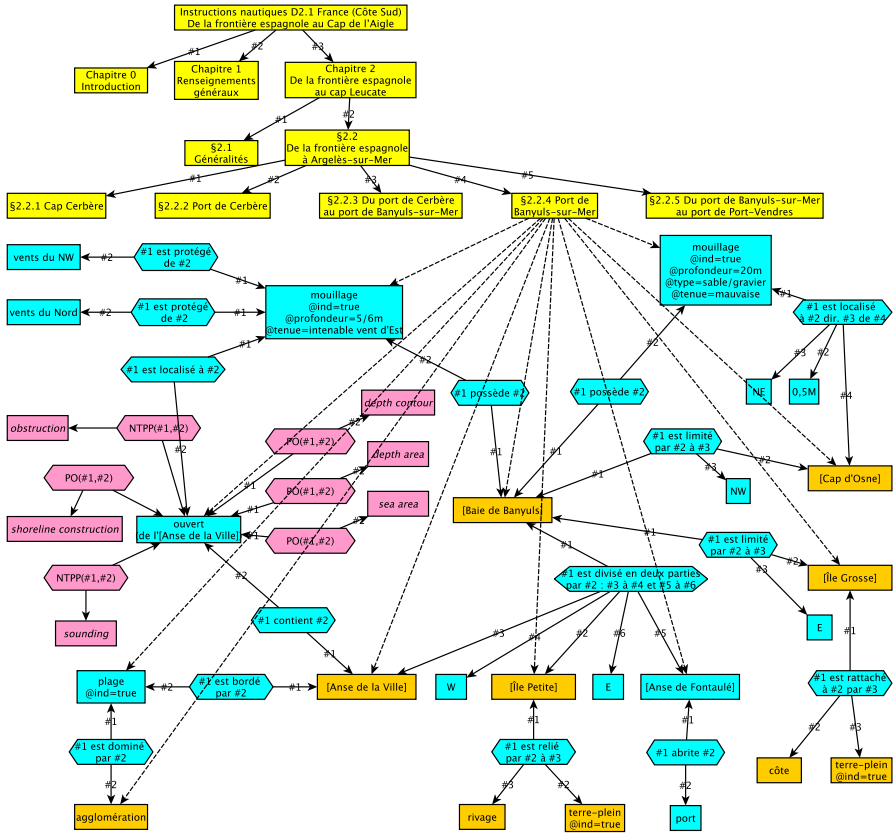 Instructions nautiques D2.1 France (Côte Sud)
De la frontière espagnole au Cap de l'Aigle
#1
#2
#3
Chapitre 0
Introduction
Chapitre 1
Renseignements
généraux
Chapitre 2
De la frontière espagnole
au cap Leucate
#1
#2
§2.1
Généralités
§2.2
De la frontière espagnole
à Argelès-sur-Mer
#1
#2
#3
#4
#5
§2.2.1 Cap Cerbère
§2.2.2 Port de Cerbère
§2.2.3 Du port de Cerbère
au port de Banyuls-sur-Mer
§2.2.4 Port de
Banyuls-sur-Mer
§2.2.5 Du port de Banyuls-sur-Mer
au port de Port-Vendres
vents du NW
#2
#1 est protégé
de #2
#1
mouillage
@ind=true
@profondeur=20m
@type=sable/gravier
@tenue=mauvaise
#1
#1 est localisé
à #2 dir. #3 de #4
vents du Nord
#2
#1 est protégé
de #2
#1
mouillage
@ind=true
@profondeur=5/6m
@tenue=intenable vent d'Est
#1
#2
#2
#3
#2
#4
#1 est localisé à #2
#2
#1 possède #2
#1
#1 possède #2
#1
NE
0,5M
obstruction
NTPP(#1,#2)
depth contour
#2
PO(#1,#2)
#1
depth area
#2
PO(#1,#2)
#1
sea area
#2
PO(#1,#2)
#1
#1 est limité
par #2 à #3
#1
#3
#2
NW
[Cap d'Osne]
PO(#1,#2)
shoreline construction
ouvert
de l'[Anse de la Ville]
[Baie de Banyuls]
#1
#1 est limité
par #2 à #3
#2
#3
NTPP(#1,#2)
sounding
#2
#1 contient #2
#1
#1
#1 est divisé en deux parties
par #2 : #3 à #4 et #5 à #6
#3
#4
#2
#6
#5
[Île Grosse]
E
#1
plage
@ind=true
#2
#1 est bordé
par #2
#1
[Anse de la Ville]
W
[Île Petite]
E
[Anse de Fontaulé]
#1 est rattaché
à #2 par #3
#2
#3
#1
#1 est dominé
par #2
#2
agglomération
#1
#1 est relié
par #2 à #3
#3
#2
rivage
terre-plein
@ind=true
#1
#1 abrite #2
#2
port
côte
terre-plein
@ind=true